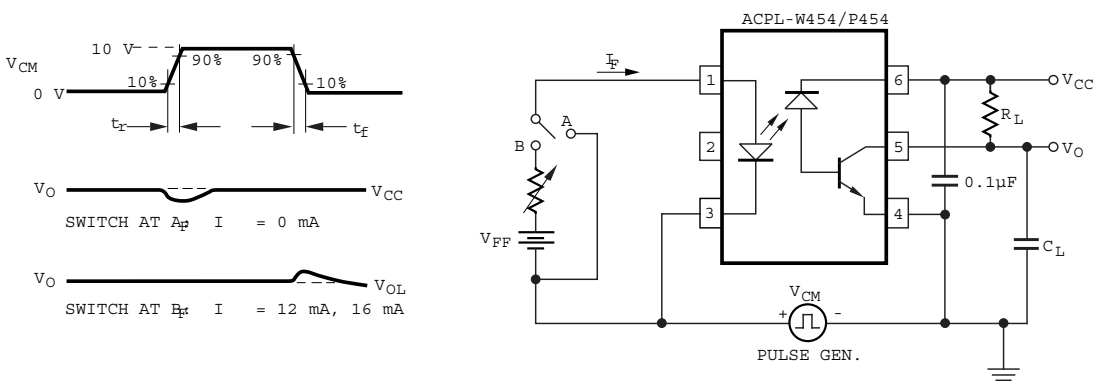 ACPL-W454/P454
10 V
90% 90%
V_CM
10% 10%
0 V
t_r t_f
V_O V_CC
SWITCH AT A: I_F = 0 mA
V_O V_OL
SWITCH AT B: I_F = 12 mA, 16 mA
I_F
A
B
V_FF
1
2
3
6
5
4
V_CC
R_L
V_O
0.1µF
C_L
V_CM
+ -
PULSE GEN.